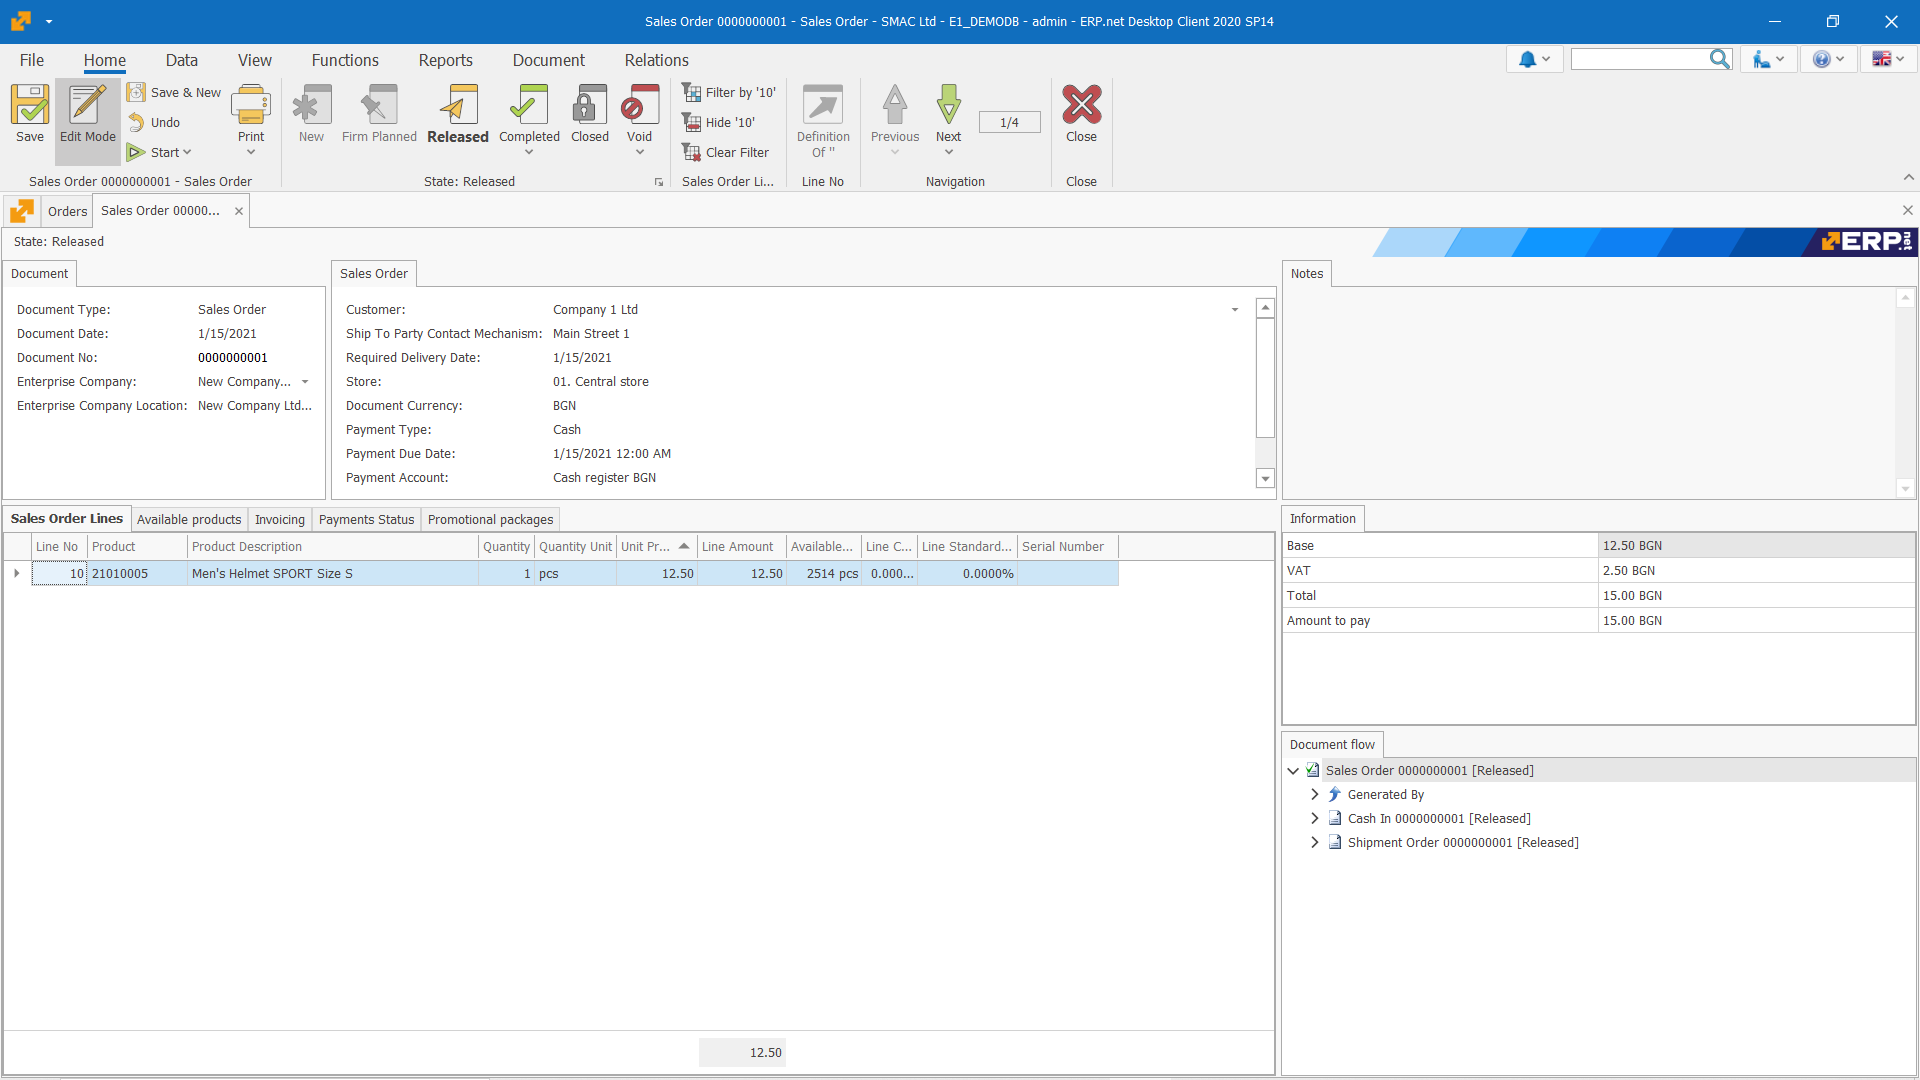 Sales Order 0000000001 - Sales Order - SMAC Ltd - E1_DEMODB - admin - ERP.net Desktop Client 2020 SP14
File Home Data View Functions Reports Document Relations
Save
Edit Mode
Save & New
Undo
Start
Print
Sales Order 0000000001 - Sales Order
New
Firm Planned
Released
Completed
Closed
Void
State: Released
Filter by '10'
Hide '10'
Clear Filter
Sales Order Li...
Definition
Of ''
Line No
Previous
Next
1/4
Navigation
Close
Close
Orders
Sales Order 00000...
State: Released
ERP.net
Document
Document Type: Sales Order
Document Date: 1/15/2021
Document No: 0000000001
Enterprise Company: New Company...
Enterprise Company Location: New Company Ltd...
Sales Order
Customer: Company 1 Ltd
Ship To Party Contact Mechanism: Main Street 1
Required Delivery Date: 1/15/2021
Store: 01. Central store
Document Currency: BGN
Payment Type: Cash
Payment Due Date: 1/15/2021 12:00 AM
Payment Account: Cash register BGN
Notes
Sales Order Lines Available products Invoicing Payments Status Promotional packages
Line No Product Product Description Quantity Quantity Unit Unit Pr... Line Amount Available... Line C... Line Standard... Serial Number
10 21010005 Men's Helmet SPORT Size S 1 pcs 12.50 12.50 2514 pcs 0.000... 0.0000%
12.50
Information
Base 12.50 BGN
VAT 2.50 BGN
Total 15.00 BGN
Amount to pay 15.00 BGN
Document flow
Sales Order 0000000001 [Released]
Generated By
Cash In 0000000001 [Released]
Shipment Order 0000000001 [Released]